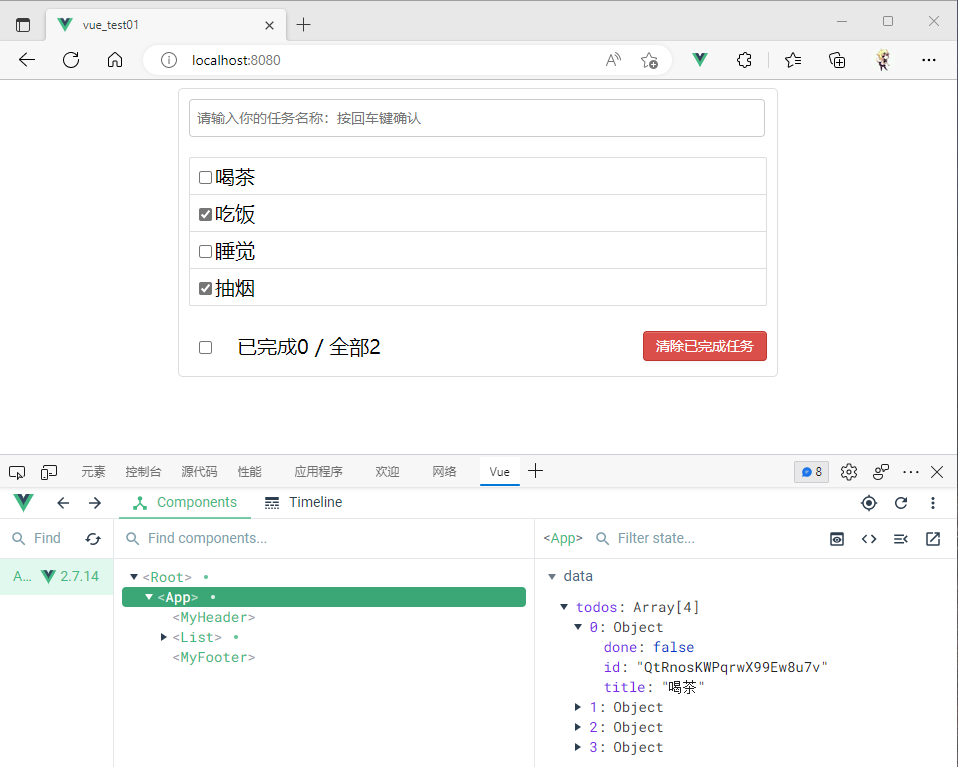 vue_test01
localhost:8080
请输入你的任务名称：按回车键确认
喝茶
吃饭
睡觉
抽烟
已完成0 / 全部2 清除已完成任务
元素 控制台 源代码 性能 应用程序 欢迎 网络 Vue 8
Components Timeline
Find Find components... <App> Filter state...
A... 2.7.14
<Root>
<App>
<MyHeader>
<List>
<MyFooter>
data
todos: Array[4]
0: Object
done: false
id: "QtRnosKWPqrwX99Ew8u7v"
title: "喝茶"
1: Object
2: Object
3: Object